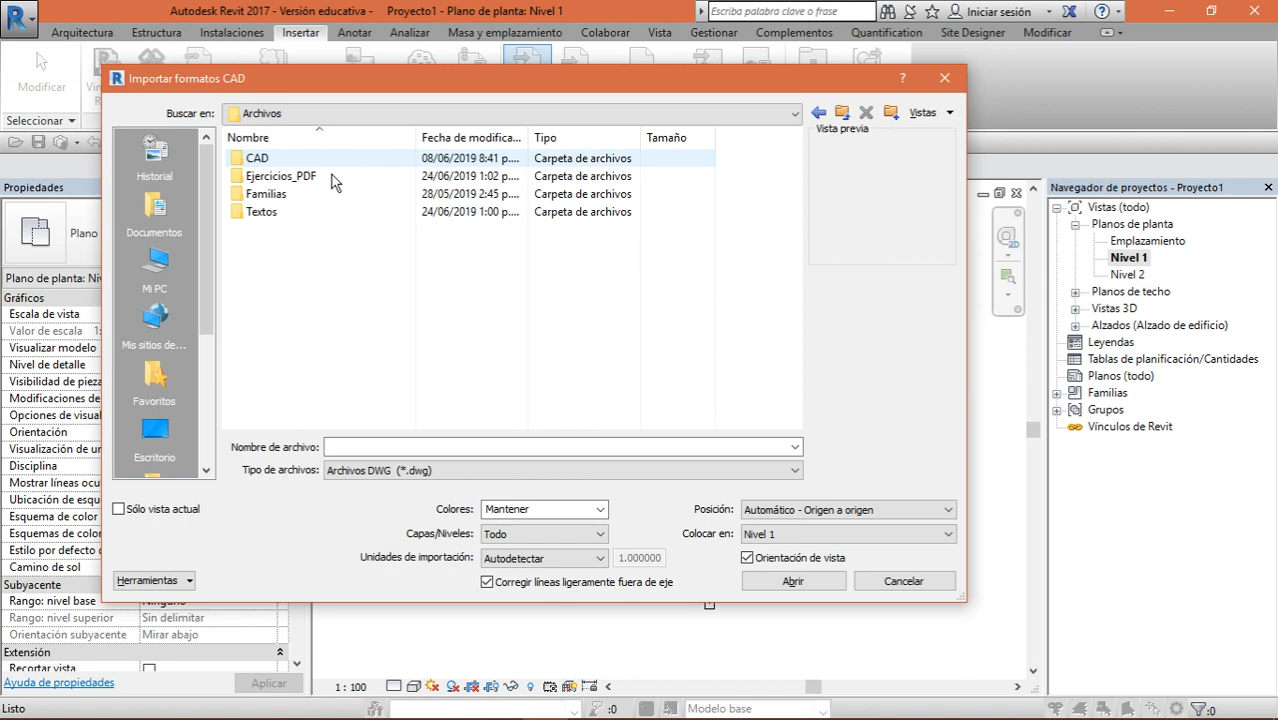 Autodesk Revit 2017 - Versión educativa - Proyecto1 - Plano de planta: Nivel 1
Escriba palabra clave o frase
Iniciar sesión
Arquitectura Estructura Instalaciones Insertar Anotar Analizar Masa y emplazamiento Colaborar Vista Gestionar Complementos Quantification Site Designer Modificar
Modificar
Seleccionar
Importar formatos CAD
Buscar en: Archivos
Vistas
Vista previa
Nombre Fecha de modifica... Tipo Tamaño
CAD 08/06/2019 8:41 p.... Carpeta de archivos
Ejercicios_PDF 24/06/2019 1:02 p.... Carpeta de archivos
Familias 28/05/2019 2:45 p.... Carpeta de archivos
Textos 24/06/2019 1:00 p.... Carpeta de archivos
Historial
Documentos
Mi PC
Mis sitios de...
Favoritos
Escritorio
Nombre de archivo:
Tipo de archivos: Archivos DWG (*.dwg)
Sólo vista actual
Colores: Mantener
Capas/Niveles: Todo
Unidades de importación: Autodetectar 1.000000
Corregir líneas ligeramente fuera de eje
Posición: Automático - Origen a origen
Colocar en: Nivel 1
Orientación de vista
Herramientas
Abrir
Cancelar
Propiedades
Plano
Plano de planta: Niv
Gráficos
Escala de vista
Valor de escala 1:
Visualizar modelo
Nivel de detalle
Visibilidad de pieza
Modificaciones de
Opciones de visual
Orientación
Visualización de un
Disciplina
Mostrar líneas ocu
Ubicación de esqu
Esquema de color
Esquemas de color
Estilo por defecto d
Camino de sol
Subyacente
Rango: nivel base Ninguno
Rango: nivel superior Sin delimitar
Orientación subyacente Mirar abajo
Extensión
Recortar vista
Ayuda de propiedades
Aplicar
2D
Navegador de proyectos - Proyecto1
Vistas (todo)
Planos de planta
Emplazamiento
Nivel 1
Nivel 2
Planos de techo
Vistas 3D
Alzados (Alzado de edificio)
Leyendas
Tablas de planificación/Cantidades
Planos (todo)
Familias
Grupos
Vínculos de Revit
1 : 100
Listo
:0
Modelo base
:0